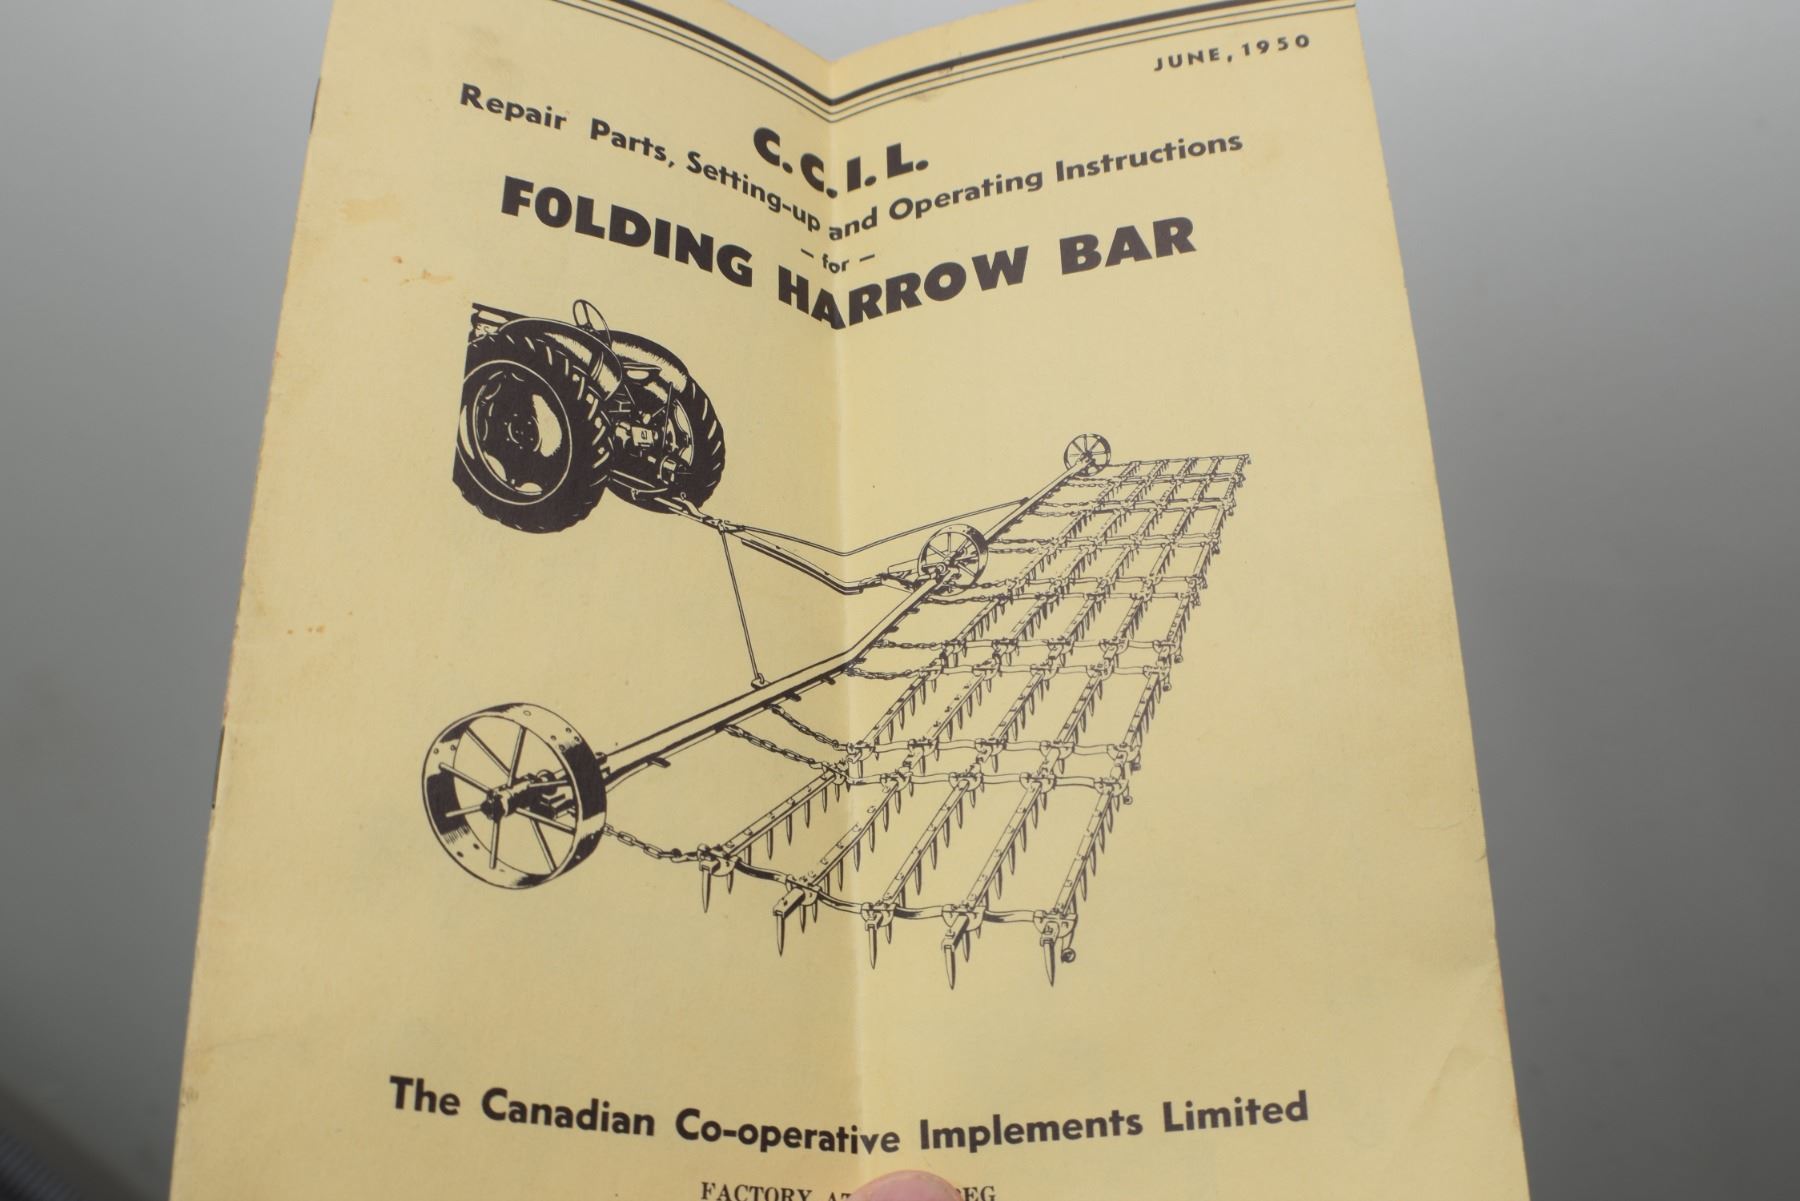 JUNE, 1950
C.C.I.L.
Repair Parts, Setting-up and Operating Instructions
– for –
FOLDING HARROW BAR
The Canadian Co-operative Implements Limited
FACTORY